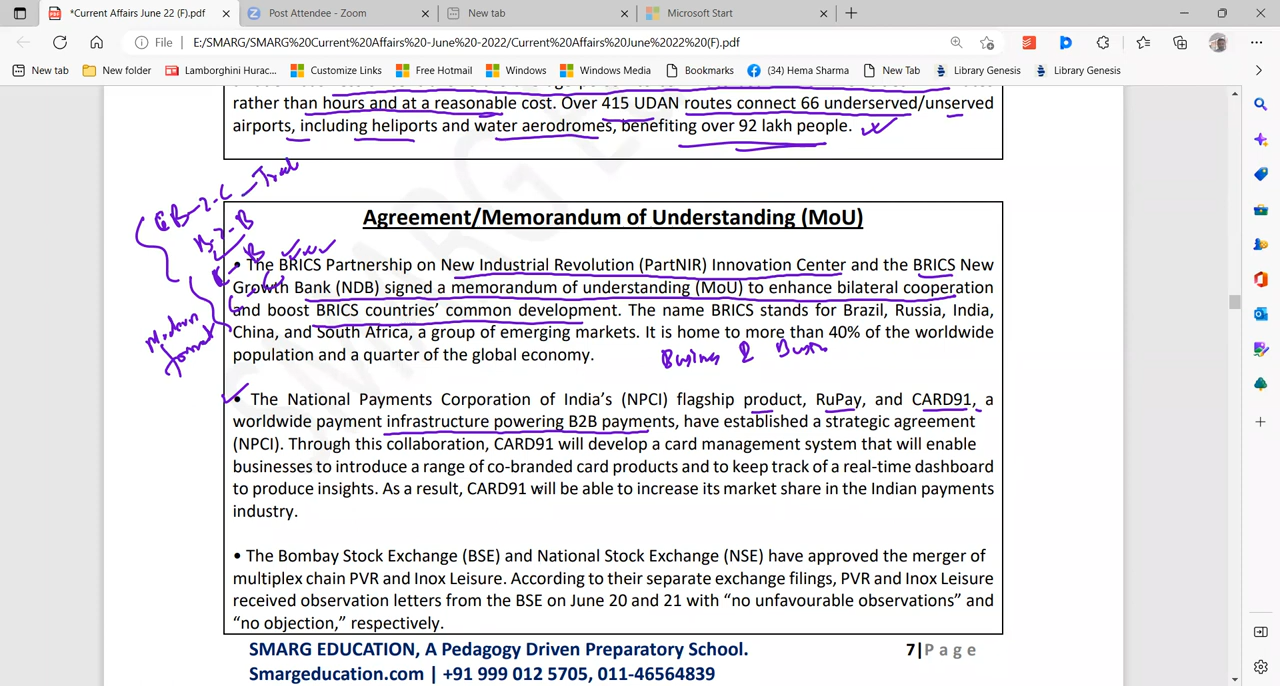 *Current Affairs June 22 (F).pdf
Post Attendee - Zoom
New tab
Microsoft Start
File
E:/SMARG/SMARG%20Current%20Affairs%20-June%20-2022/Current%20Affairs%20June%2022%20(F).pdf
New tab
New folder
Lamborghini Hurac...
Customize Links
Free Hotmail
Windows
Windows Media
Bookmarks
(34) Hema Sharma
New Tab
Library Genesis
Library Genesis
rather than hours and at a reasonable cost. Over 415 UDAN routes connect 66 underserved/unserved
airports, including heliports and water aerodromes, benefiting over 92 lakh people.
Agreement/Memorandum of Understanding (MoU)
• The BRICS Partnership on New Industrial Revolution (PartNIR) Innovation Center and the BRICS New
Growth Bank (NDB) signed a memorandum of understanding (MoU) to enhance bilateral cooperation
and boost BRICS countries' common development. The name BRICS stands for Brazil, Russia, India,
China, and South Africa, a group of emerging markets. It is home to more than 40% of the worldwide
population and a quarter of the global economy.
• The National Payments Corporation of India's (NPCI) flagship product, RuPay, and CARD91, a
worldwide payment infrastructure powering B2B payments, have established a strategic agreement
(NPCI). Through this collaboration, CARD91 will develop a card management system that will enable
businesses to introduce a range of co-branded card products and to keep track of a real-time dashboard
to produce insights. As a result, CARD91 will be able to increase its market share in the Indian payments
industry.
• The Bombay Stock Exchange (BSE) and National Stock Exchange (NSE) have approved the merger of
multiplex chain PVR and Inox Leisure. According to their separate exchange filings, PVR and Inox Leisure
received observation letters from the BSE on June 20 and 21 with "no unfavourable observations" and
"no objection," respectively.
SMARG EDUCATION, A Pedagogy Driven Preparatory School.
7|Page
Smargeducation.com | +91 999 012 5705, 011-46564839